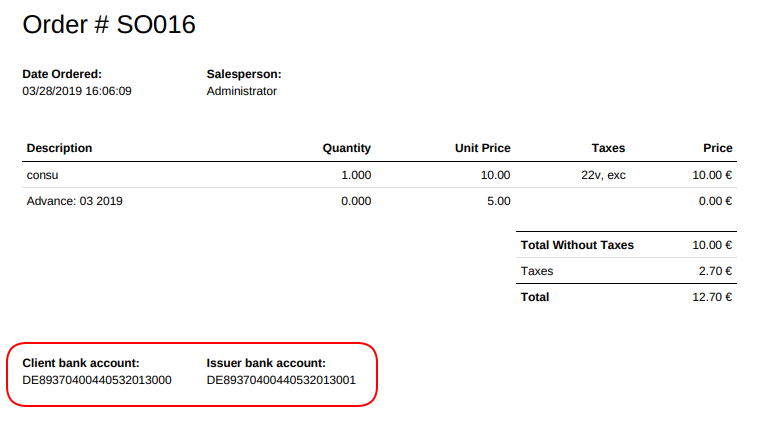 Order # SO016
Date Ordered: Salesperson:
03/28/2019 16:06:09 Administrator
Description Quantity Unit Price Taxes Price
consu 1.000 10.00 22v, exc 10.00 €
Advance: 03 2019 0.000 5.00 0.00 €
Total Without Taxes 10.00 €
Taxes 2.70 €
Total 12.70 €
Client bank account: Issuer bank account:
DE89370400440532013000 DE89370400440532013001